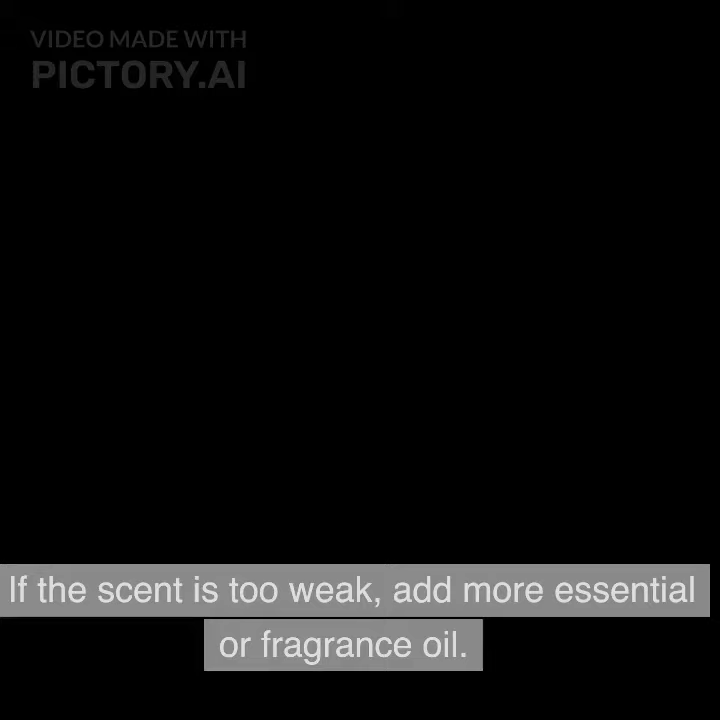 VIDEO MADE WITH
PICTORY.AI
If the scent is too weak, add more essential
or fragrance oil.